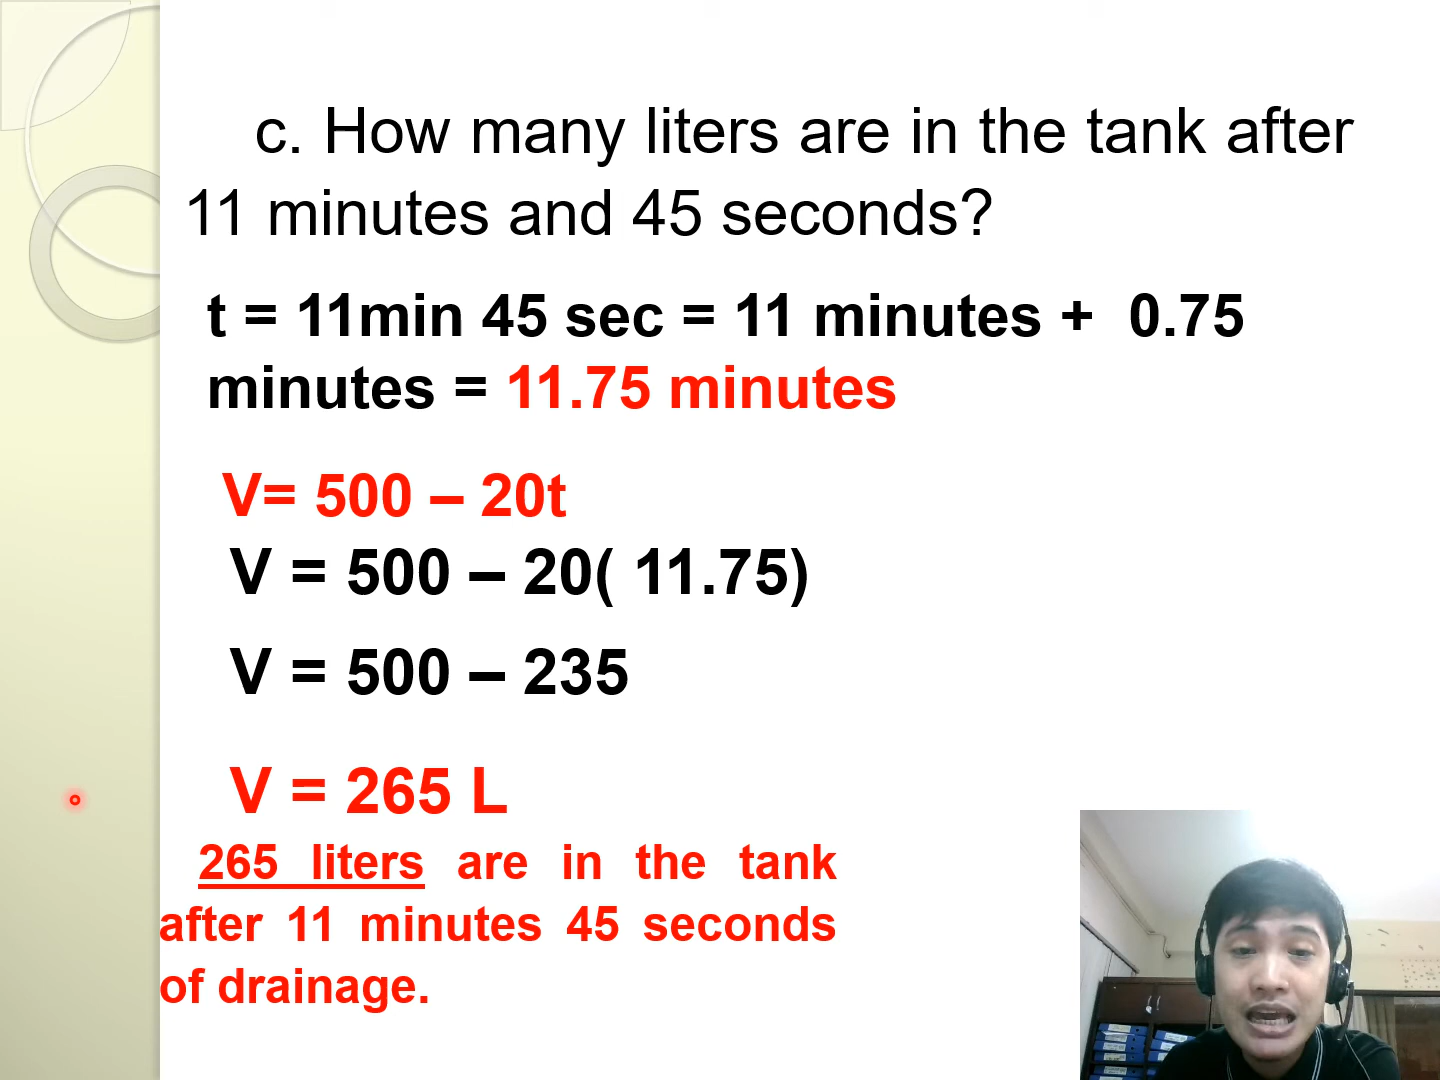 c. How many liters are in the tank after
11 minutes and 45 seconds?
t = 11min 45 sec = 11 minutes + 0.75
minutes = 11.75 minutes
V= 500 – 20t
V = 500 – 20( 11.75)
V = 500 – 235
V = 265 L
265 liters are in the tank
after 11 minutes 45 seconds
of drainage.